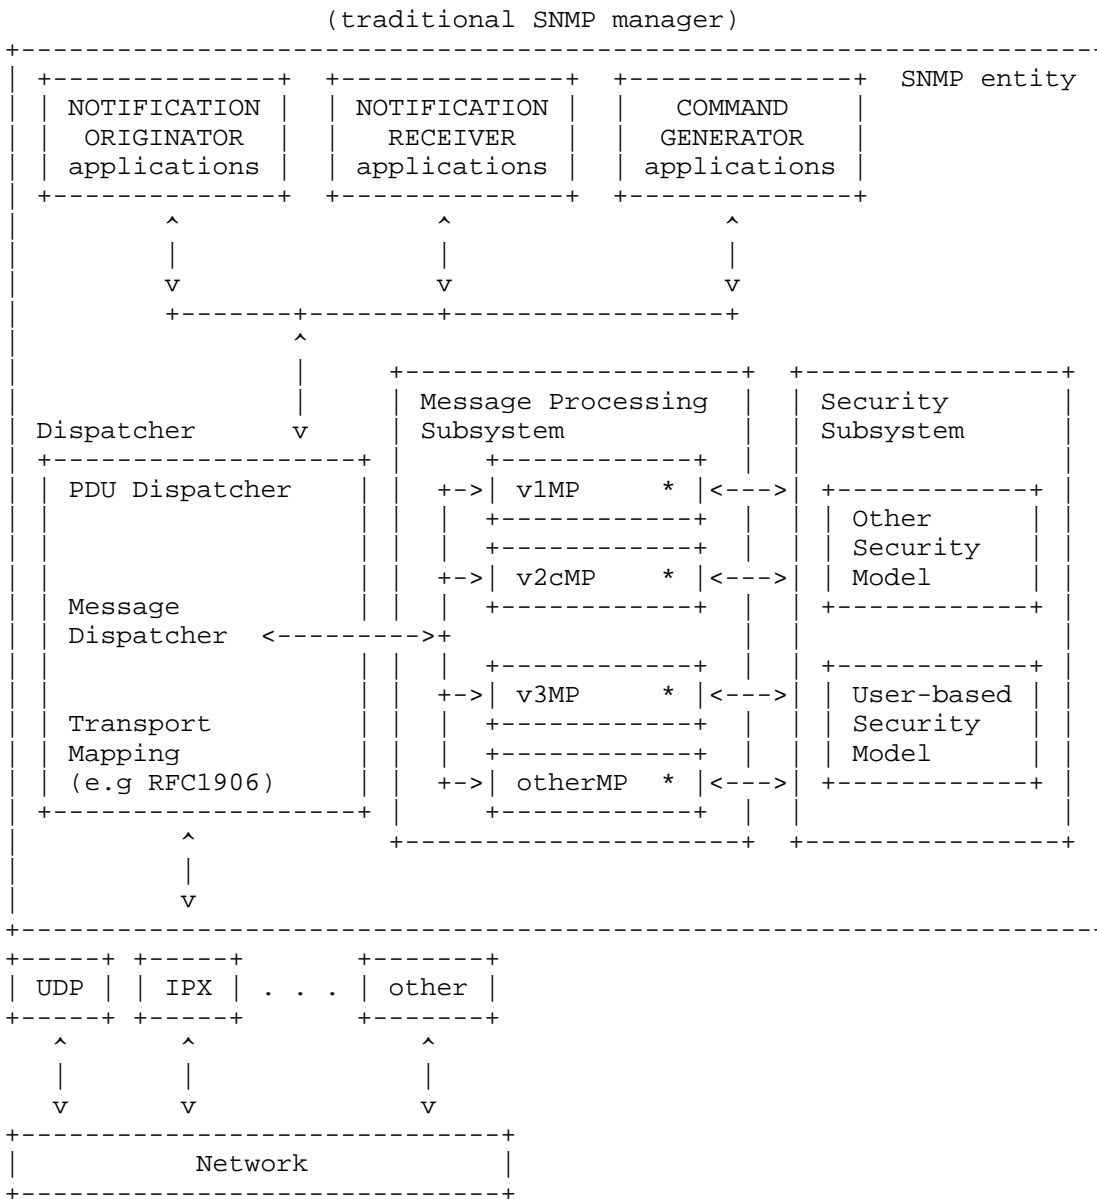 (traditional SNMP manager)
SNMP entity
NOTIFICATION NOTIFICATION COMMAND
ORIGINATOR RECEIVER GENERATOR
applications applications applications
Message Processing Security
Dispatcher Subsystem Subsystem
PDU Dispatcher v1MP *
Other
Security
v2cMP * Model
Message
Dispatcher
v3MP * User-based
Transport Security
Mapping Model
(e.g RFC1906) otherMP *
UDP IPX . . . other
Network